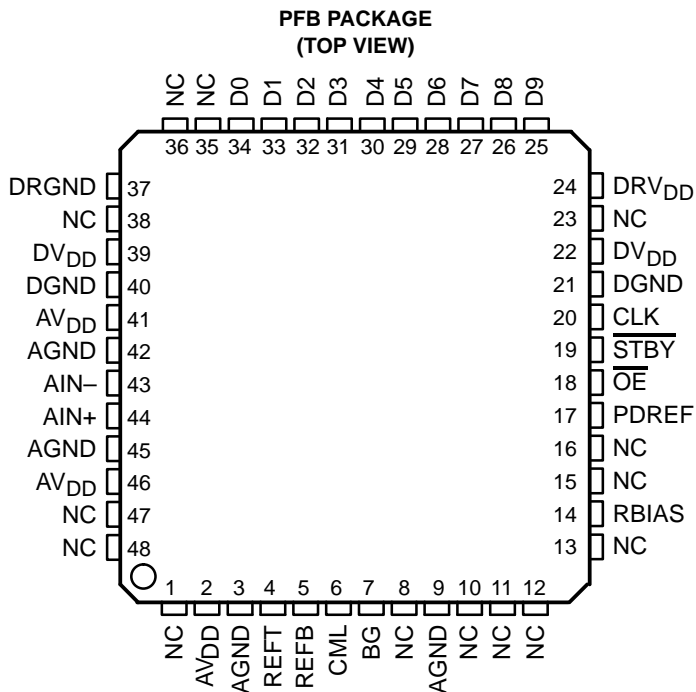 PFB PACKAGE
(TOP VIEW)
NC NC D0 D1 D2 D3 D4 D5 D6 D7 D8 D9
36 35 34 33 32 31 30 29 28 27 26 25
DRGND 37 24 DRVDD
NC 38 23 NC
DVDD 39 22 DVDD
DGND 40 21 DGND
AVDD 41 20 CLK
AGND 42 19 STBY
AIN– 43 18 OE
AIN+ 44 17 PDREF
AGND 45 16 NC
AVDD 46 15 NC
NC 47 14 RBIAS
NC 48 13 NC
1 2 3 4 5 6 7 8 9 10 11 12
NC AVDD AGND REFT REFB CML BG NC AGND NC NC NC